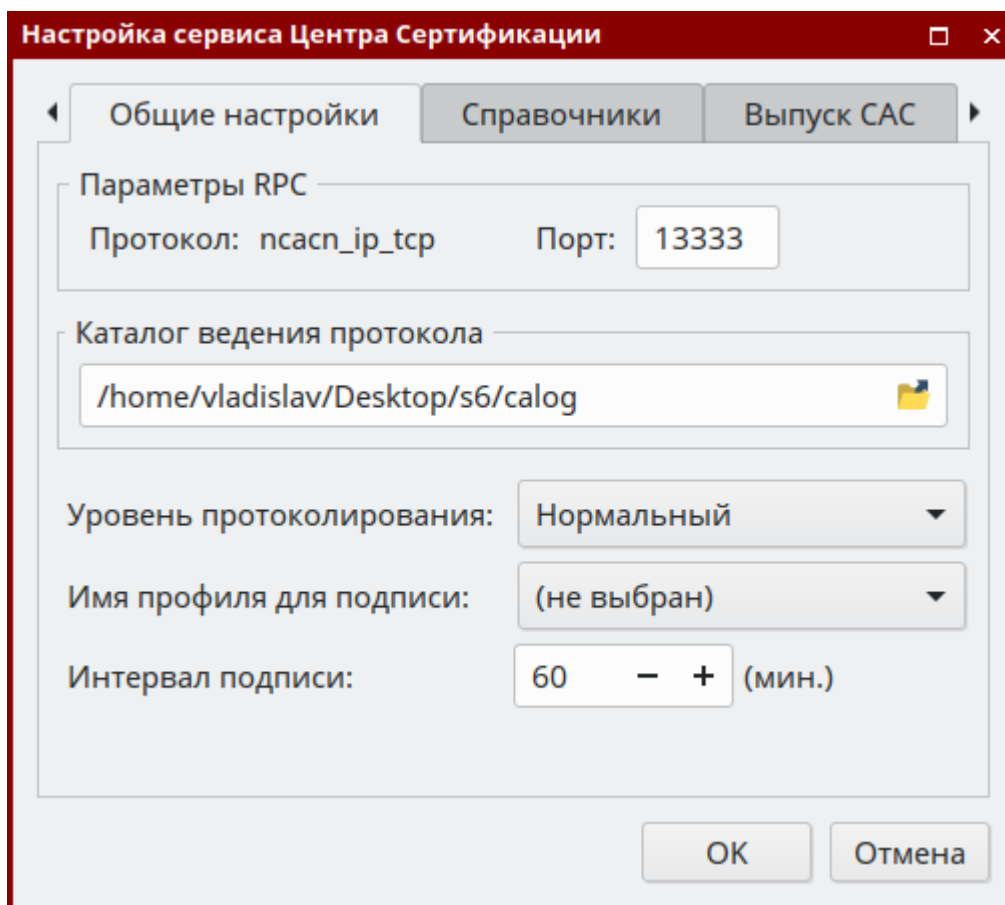 Настройка сервиса Центра Сертификации
Общие настройки Справочники Выпуск САС
Параметры RPC
Протокол: ncacn_ip_tcp Порт: 13333
Каталог ведения протокола
/home/vladislav/Desktop/s6/calog
Уровень протоколирования: Нормальный
Имя профиля для подписи: (не выбран)
Интервал подписи: 60 − + (мин.)
OK Отмена